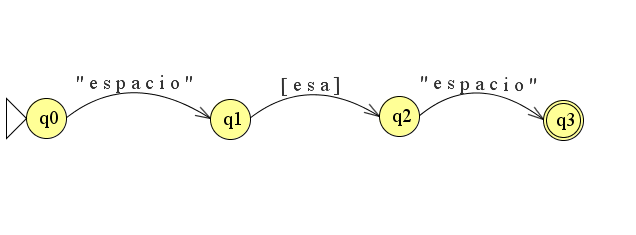 "espacio" [esa] "espacio"
q0 q1 q2 q3